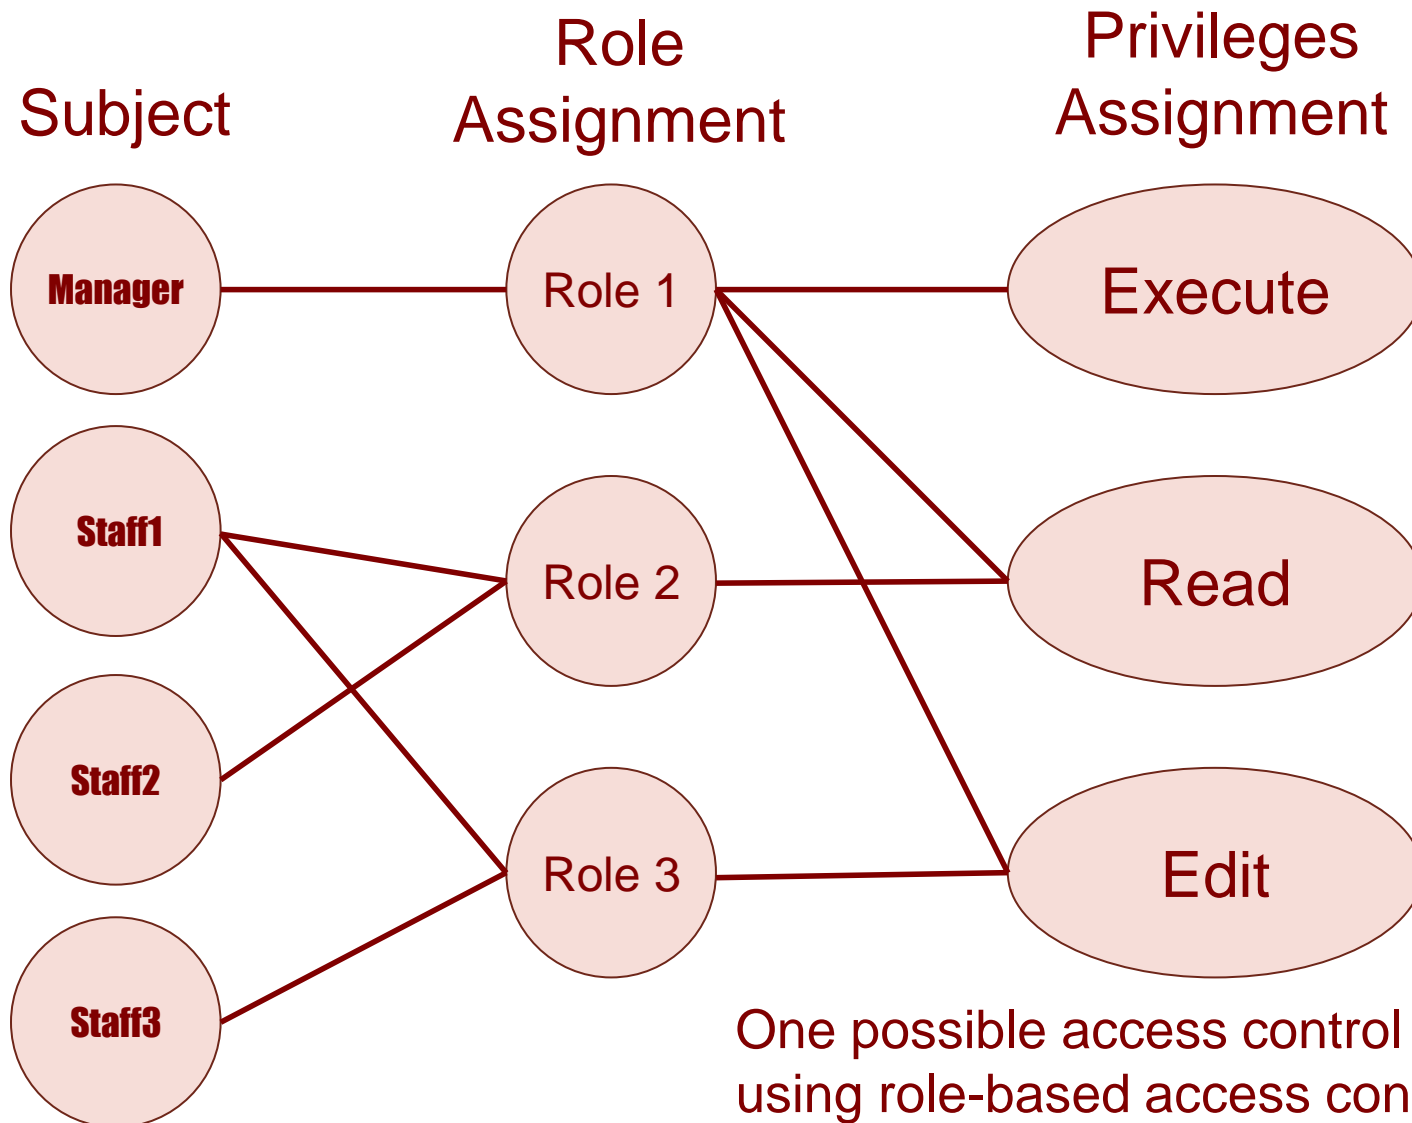 Subject
Role
Assignment
Privileges
Assignment
Manager
Role 1
Execute
Staff1
Role 2
Read
Staff2
Role 3
Edit
Staff3
One possible access control
using role-based access con